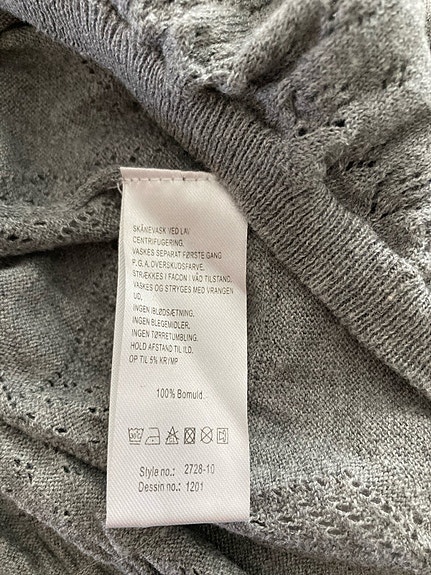 SKÅNEVASK VED LAV
CENTRIFUGERING.
VASKES SEPARAT FØRSTE GANG
P.G.A. OVERSKUDSFARVE.
STRÆKKES I FACON I VÅD TILSTAND.
VASKES OG STRYGES MED VRANGEN
UD.
INGEN IBLØDSÆTNING.
INGEN BLEGEMIDLER.
INGEN TØRRETUMBLING.
HOLD AFSTAND TIL ILD.
OP TIL 5% KRYMP
100% Bomuld.
Style no.: 2728-10
Dessin no.: 1201